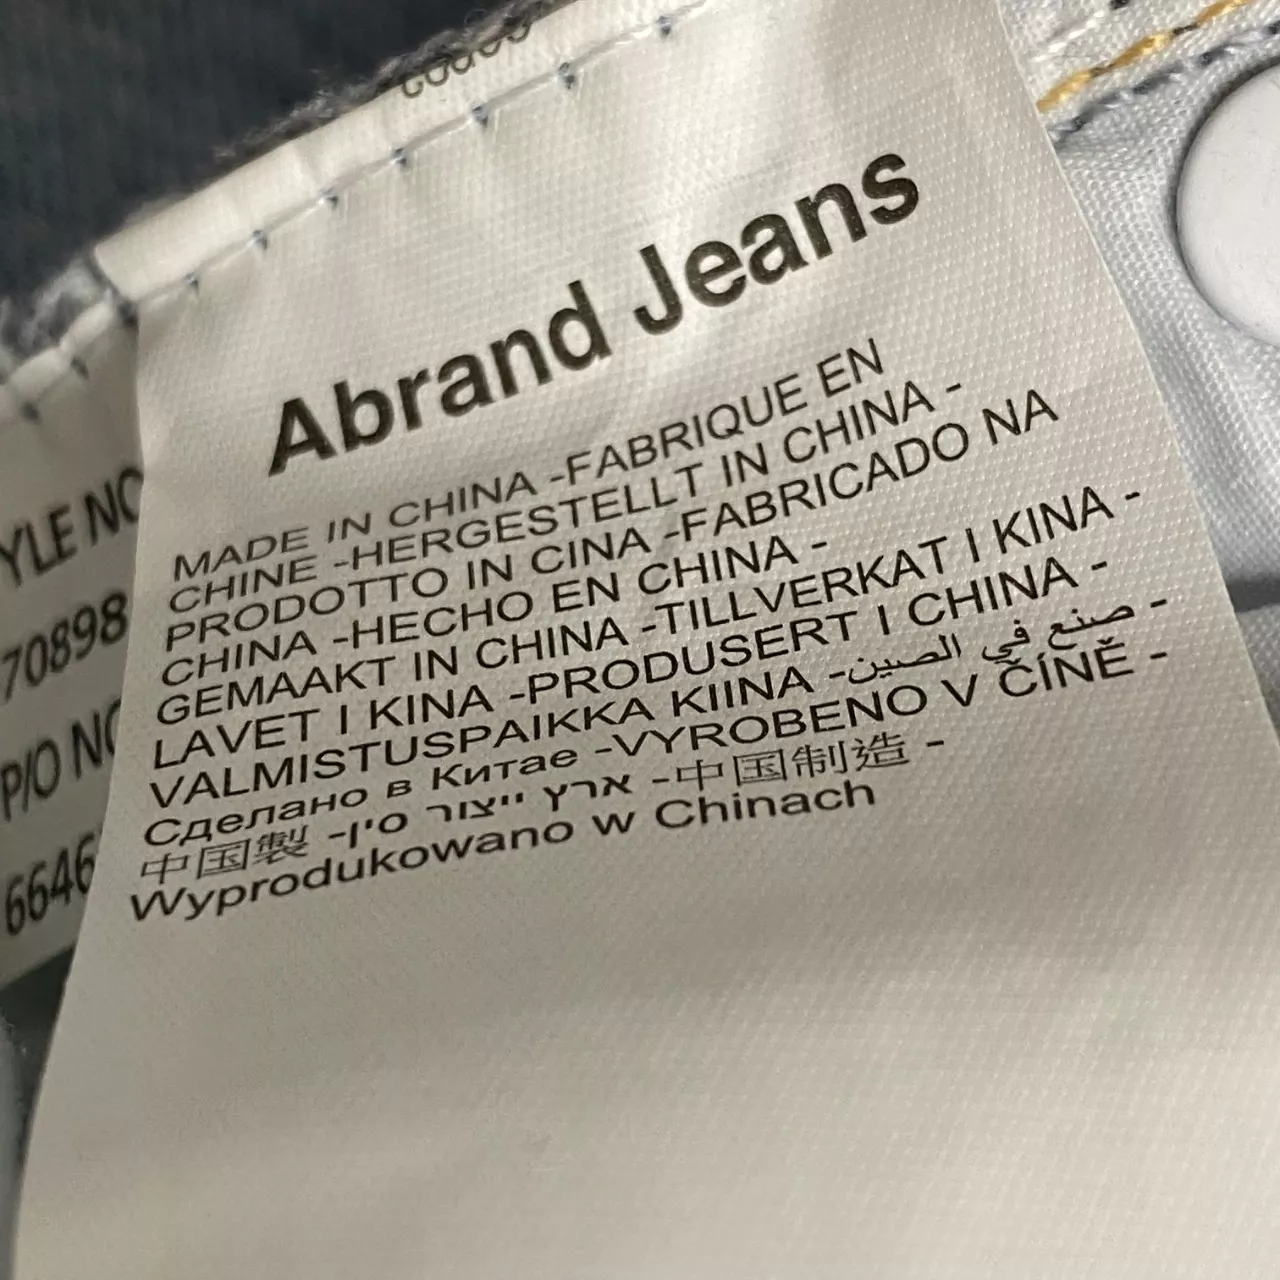 Abrand Jeans
MADE IN CHINA -FABRIQUE EN
CHINE -HERGESTELLT IN CHINA -
PRODOTTO IN CINA -FABRICADO NA
CHINA -HECHO EN CHINA -
GEMAAKT IN CHINA -TILLVERKAT I KINA -
LAVET I KINA -PRODUSERT I CHINA -
VALMISTUSPAIKKA KIINA -صنع في الصين -
Сделано в Китае -VYROBENO V ČÍNĚ -
中国製 -ארץ ייצור סין -中国制造 -
Wyprodukowano w Chinach
YLE NO
70898
P/O NO
6646